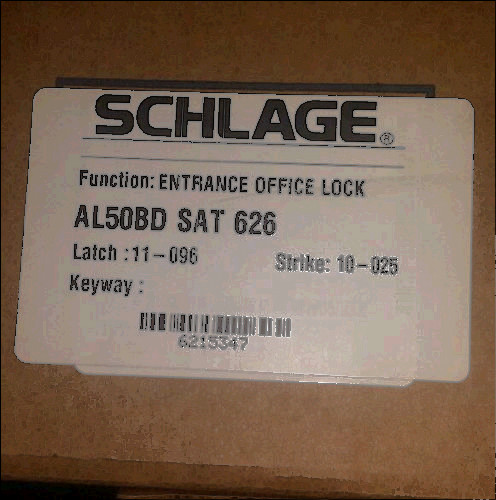 SCHLAGE®
Function: ENTRANCE OFFICE LOCK
AL50BD SAT 626
Latch : 11-096
Strike: 10-025
Keyway :
6215347